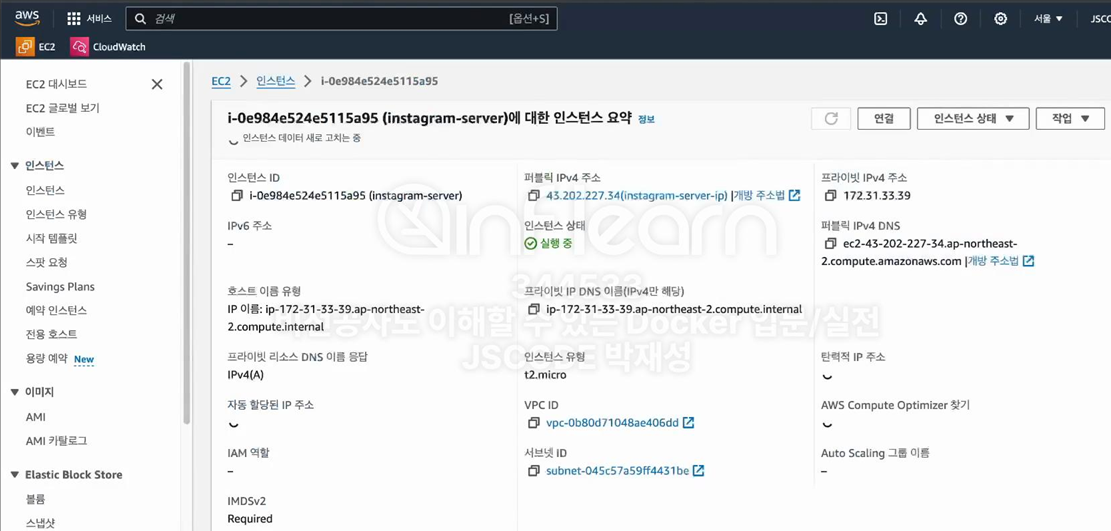 aws
서비스
검색
[옵션+S]
서울
EC2
CloudWatch
EC2 대시보드
EC2 글로벌 보기
이벤트
인스턴스
인스턴스
인스턴스 유형
시작 템플릿
스팟 요청
Savings Plans
예약 인스턴스
전용 호스트
용량 예약 New
이미지
AMI
AMI 카탈로그
Elastic Block Store
볼륨
스냅샷
EC2 > 인스턴스 > i-0e984e524e5115a95
i-0e984e524e5115a95 (instagram-server)에 대한 인스턴스 요약 정보
인스턴스 데이터 새로 고치는 중
연결
인스턴스 상태
작업
인스턴스 ID
i-0e984e524e5115a95 (instagram-server)
퍼블릭 IPv4 주소
43.202.227.34(instagram-server-ip) |개방 주소법
프라이빗 IPv4 주소
172.31.33.39
IPv6 주소
–
인스턴스 상태
실행 중
퍼블릭 IPv4 DNS
ec2-43-202-227-34.ap-northeast-
2.compute.amazonaws.com |개방 주소법
호스트 이름 유형
IP 이름: ip-172-31-33-39.ap-northeast-
2.compute.internal
프라이빗 IP DNS 이름(IPv4만 해당)
ip-172-31-33-39.ap-northeast-2.compute.internal
프라이빗 리소스 DNS 이름 응답
IPv4(A)
인스턴스 유형
t2.micro
탄력적 IP 주소
자동 할당된 IP 주소
VPC ID
vpc-0b80d71048ae406dd
AWS Compute Optimizer 찾기
IAM 역할
–
서브넷 ID
subnet-045c57a59ff4431be
Auto Scaling 그룹 이름
–
IMDSv2
Required
inflearn
344533
이해할 수 있는 Docker 입문/실전
JSCODE 박재성